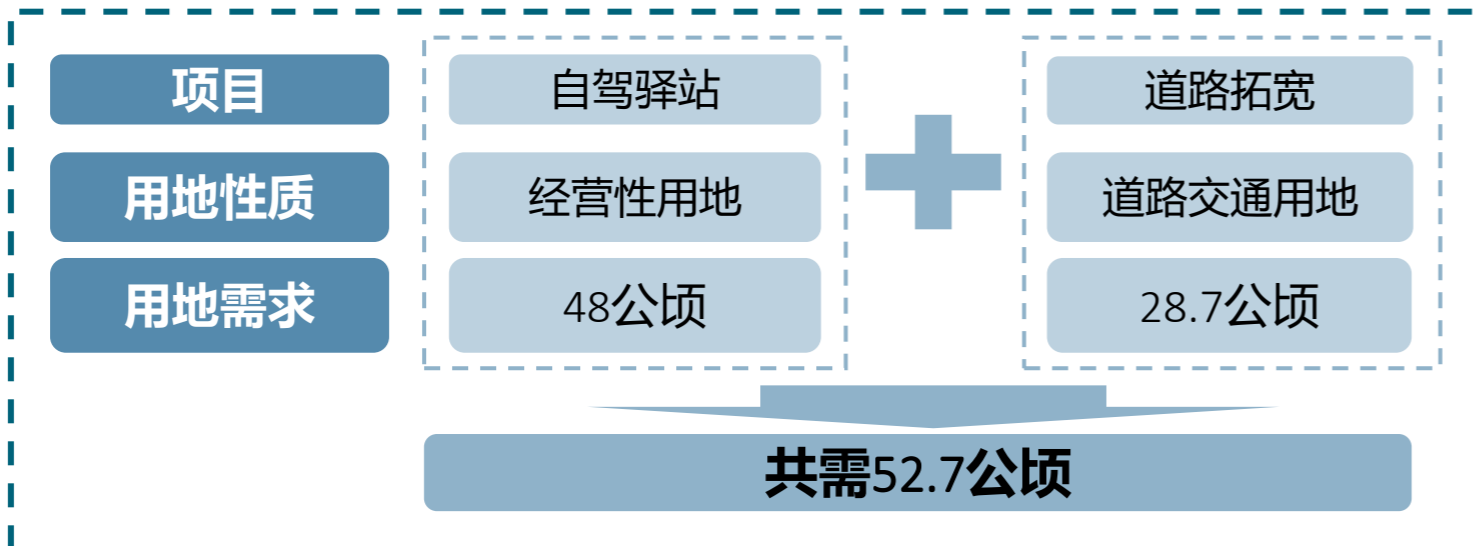 项目
自驾驿站
道路拓宽
用地性质
经营性用地
道路交通用地
用地需求
48公顷
28.7公顷
共需52.7公顷